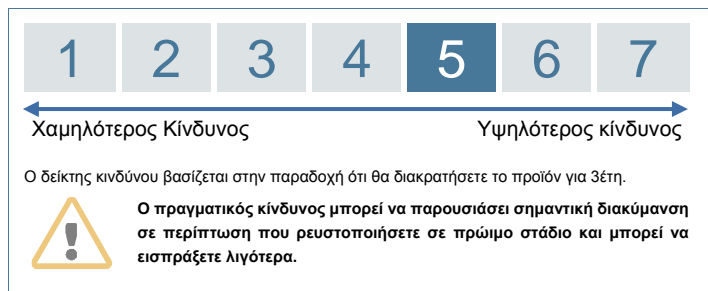 1 2 3 4 5 6 7
Χαμηλότερος Κίνδυνος Υψηλότερος κίνδυνος
Ο δείκτης κινδύνου βασίζεται στην παραδοχή ότι θα διακρατήσετε το προϊόν για 3έτη.
Ο πραγματικός κίνδυνος μπορεί να παρουσιάσει σημαντική διακύμανση
σε περίπτωση που ρευστοποιήσετε σε πρώιμο στάδιο και μπορεί να
εισπράξετε λιγότερα.